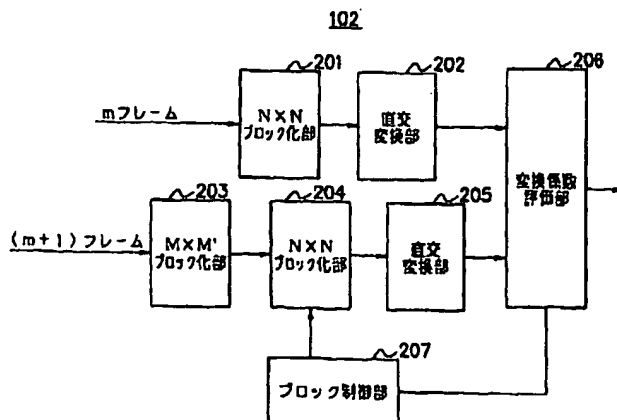 102
201
202
206
mフレーム
N×N
ブロック化部
直交
変換部
変換係数
評価部
203
204
205
(m+1)フレーム
M×M'
ブロック化部
N×N
ブロック化部
直交
変換部
207
ブロック制御部